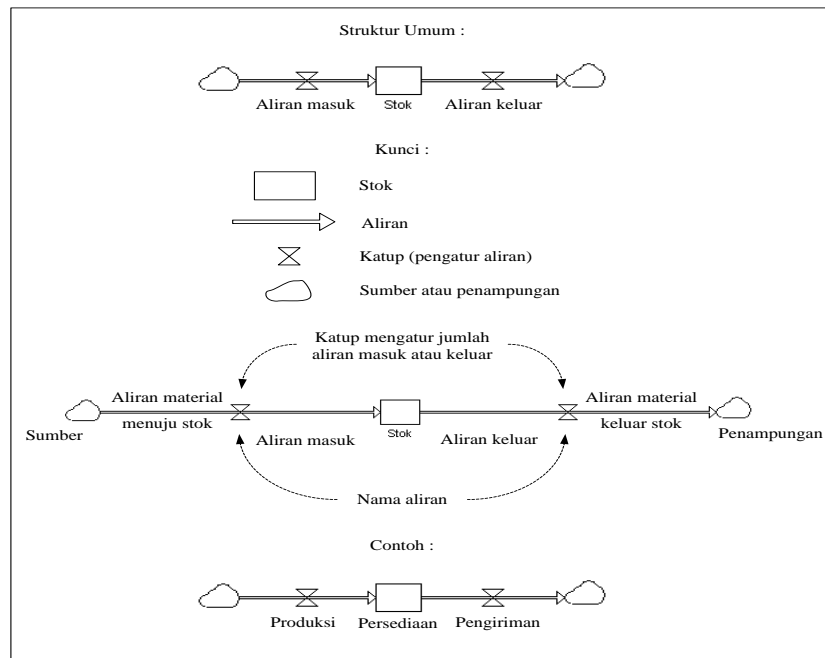 Struktur Umum :
Aliran masuk
Stok
Aliran keluar
Kunci :
Stok
Aliran
Katup (pengatur aliran)
Sumber atau penampungan
Katup mengatur jumlah
aliran masuk atau keluar
Aliran material
menuju stok
Aliran material
keluar stok
Sumber
Aliran masuk
Stok
Aliran keluar
Penampungan
Nama aliran
Contoh :
Produksi
Persediaan
Pengiriman